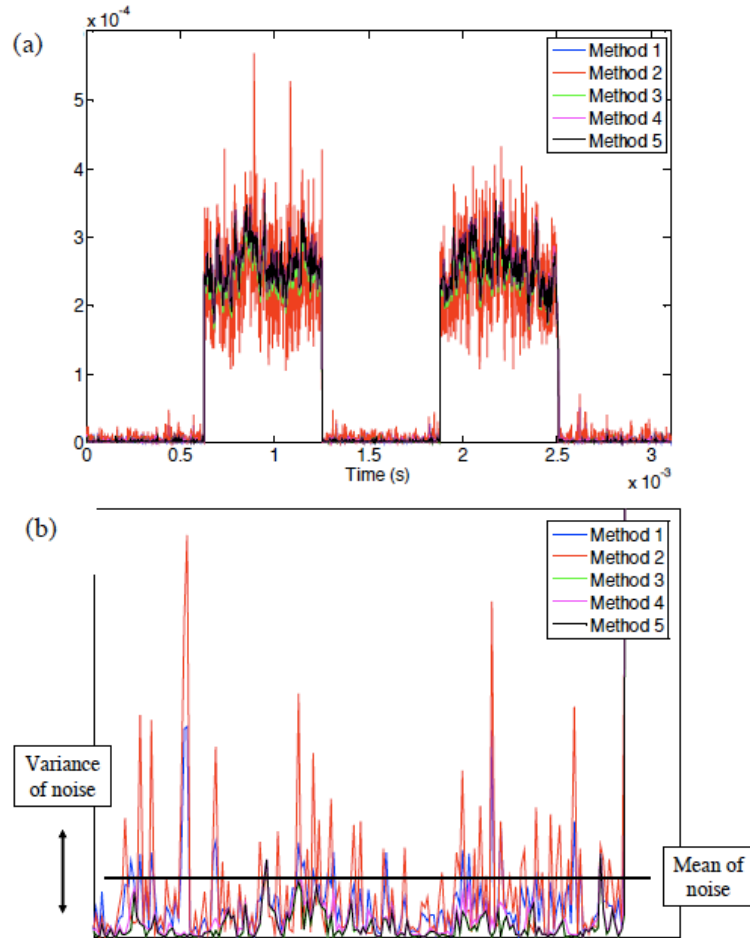 (a)
x 10⁻⁴
5
4
3
2
1
0
0
0.5
1
1.5
2
2.5
3
Time (s)
x 10⁻³
Method 1
Method 2
Method 3
Method 4
Method 5
(b)
Method 1
Method 2
Method 3
Method 4
Method 5
Variance
of noise
Mean of
noise